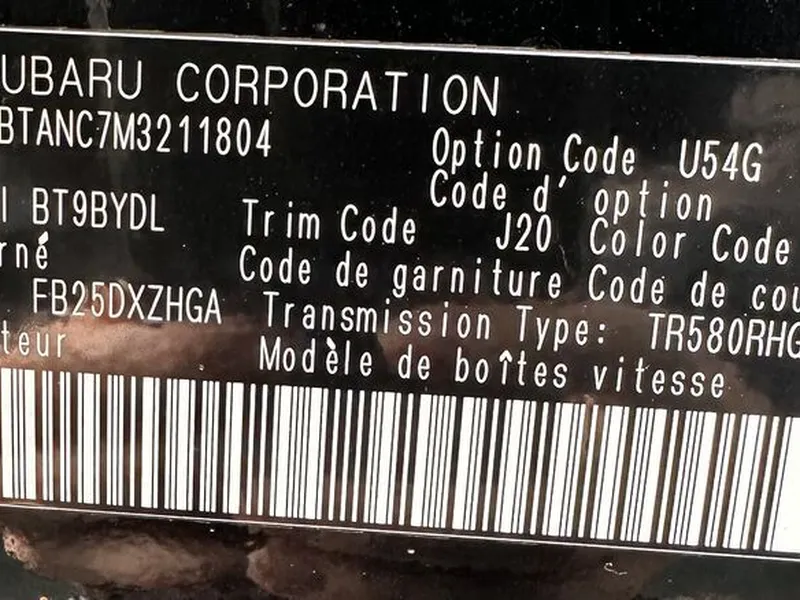 UBARU CORPORATION
BTANC7M3211804
Option Code U54G
Code d' option
I BT9BYDL Trim Code J20 Color Code
rné Code de garniture Code de cou
FB25DXZHGA Transmission Type: TR580RHG
teur Modèle de boîtes vitesse